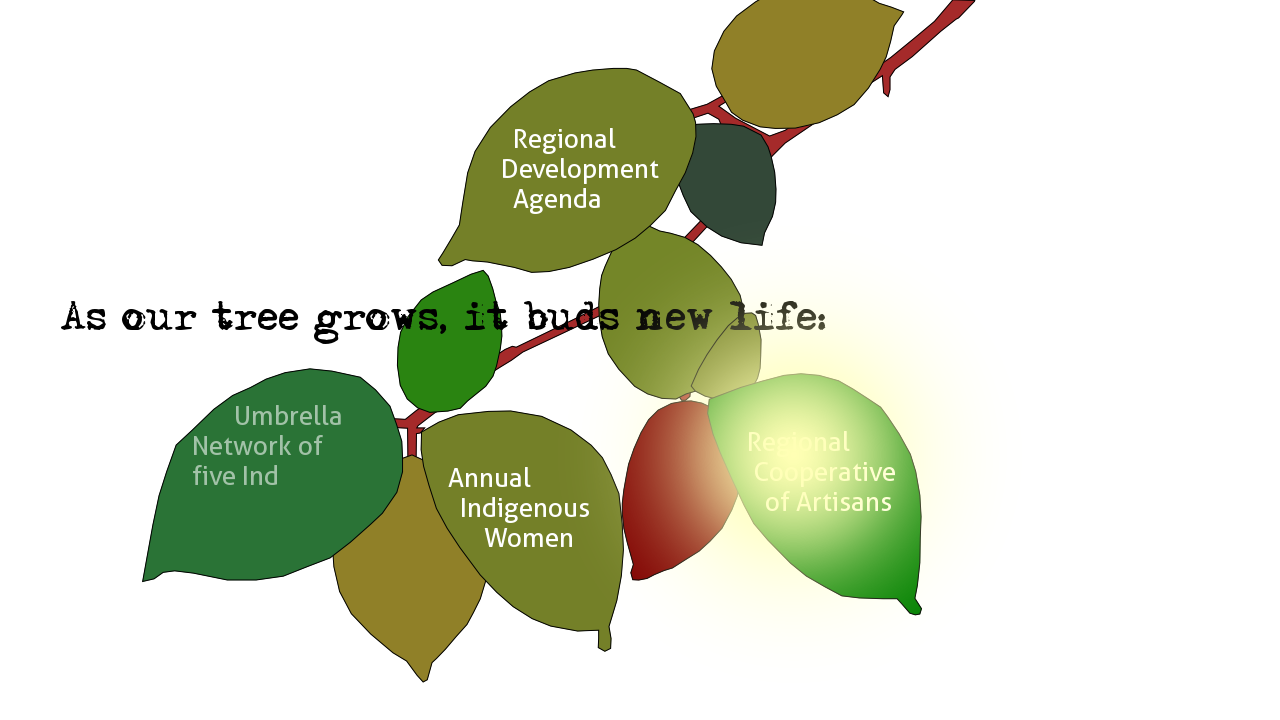 Regional
Development
Agenda
As our tree grows, it buds new life:
Umbrella
Network of
five Ind
Annual
Indigenous
Women
Regional
Cooperative
of Artisans